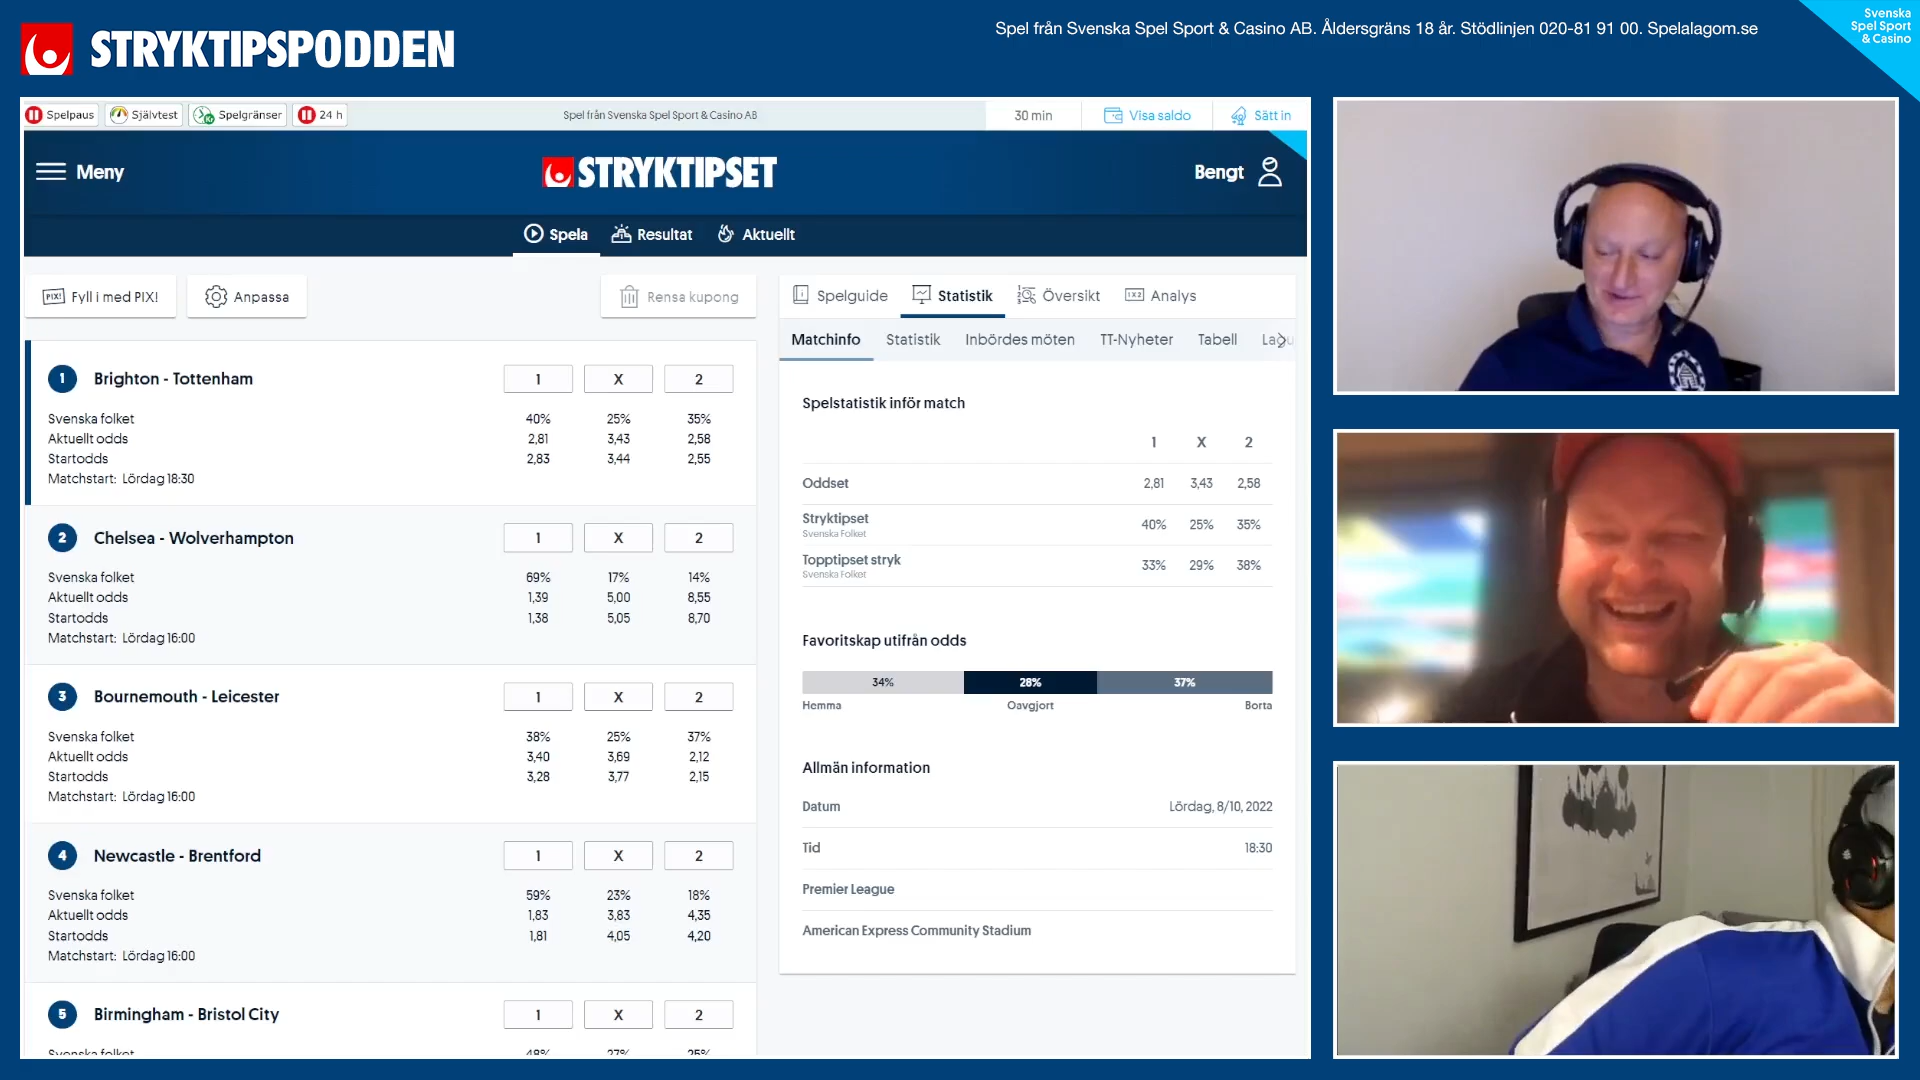 STRYKTIPSPODDEN
Spel från Svenska Spel Sport & Casino AB. Åldersgräns 18 år. Stödlinjen 020-81 91 00. Spelalagom.se
Svenska
Spel Sport
& Casino
Spelpaus
Självtest
Spelgränser
24 h
Spel från Svenska Spel Sport & Casino AB
30 min
Visa saldo
Sätt in
Meny
STRYKTIPSET
Bengt
Spela
Resultat
Aktuellt
PIX! Fyll i med PIX!
Anpassa
Rensa kupong
1 Brighton - Tottenham 1 X 2
Svenska folket 40% 25% 35%
Aktuellt odds 2,81 3,43 2,58
Startodds 2,83 3,44 2,55
Matchstart: Lördag 18:30
2 Chelsea - Wolverhampton 1 X 2
Svenska folket 69% 17% 14%
Aktuellt odds 1,39 5,00 8,55
Startodds 1,38 5,05 8,70
Matchstart: Lördag 16:00
3 Bournemouth - Leicester 1 X 2
Svenska folket 38% 25% 37%
Aktuellt odds 3,40 3,69 2,12
Startodds 3,28 3,77 2,15
Matchstart: Lördag 16:00
4 Newcastle - Brentford 1 X 2
Svenska folket 59% 23% 18%
Aktuellt odds 1,83 3,83 4,35
Startodds 1,81 4,05 4,20
Matchstart: Lördag 16:00
5 Birmingham - Bristol City 1 X 2
Svenska folket 48% 27% 25%
Spelguide
Statistik
Översikt
1X2 Analys
Matchinfo
Statistik
Inbördes möten
TT-Nyheter
Tabell
Spelstatistik inför match
1 X 2
Oddset 2,81 3,43 2,58
Stryktipset 40% 25% 35%
Svenska Folket
Topptipset stryk 33% 29% 38%
Svenska Folket
Favoritskap utifrån odds
34% 28% 37%
Hemma Oavgjort Borta
Allmän information
Datum Lördag, 8/10, 2022
Tid 18:30
Premier League
American Express Community Stadium